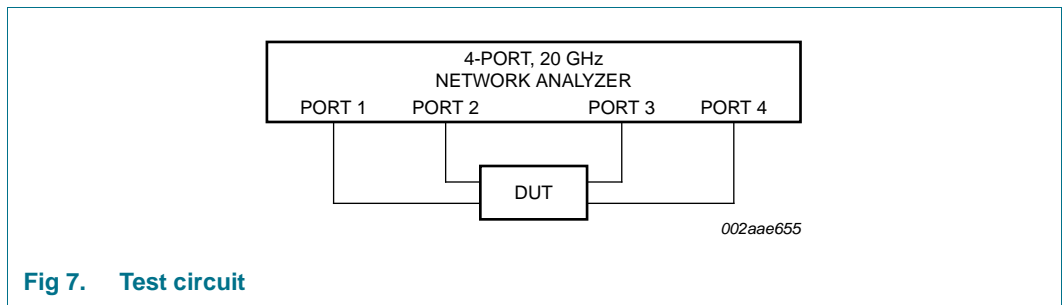 4-PORT, 20 GHz
NETWORK ANALYZER
PORT 1 PORT 2 PORT 3 PORT 4
DUT
002aae655
Fig 7. Test circuit